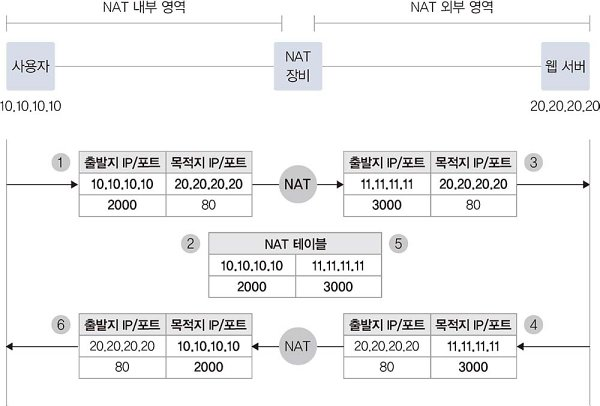 NAT 내부 영역 NAT 외부 영역
사용자 NAT 장비 웹 서버
10.10.10.10 20.20.20.20
1 출발지 IP/포트 목적지 IP/포트 출발지 IP/포트 목적지 IP/포트 3
10.10.10.10 20.20.20.20 NAT 11.11.11.11 20.20.20.20
2000 80 3000 80
2 NAT 테이블 5
10.10.10.10 11.11.11.11
2000 3000
6 출발지 IP/포트 목적지 IP/포트 출발지 IP/포트 목적지 IP/포트 4
20.20.20.20 10.10.10.10 NAT 20.20.20.20 11.11.11.11
80 2000 80 3000